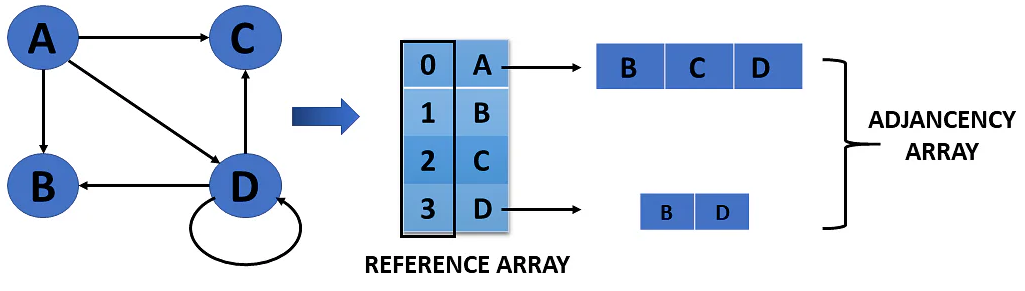 A
C
B
D
0 A
1 B
2 C
3 D
REFERENCE ARRAY
B C D
B D
ADJANCENCY
ARRAY